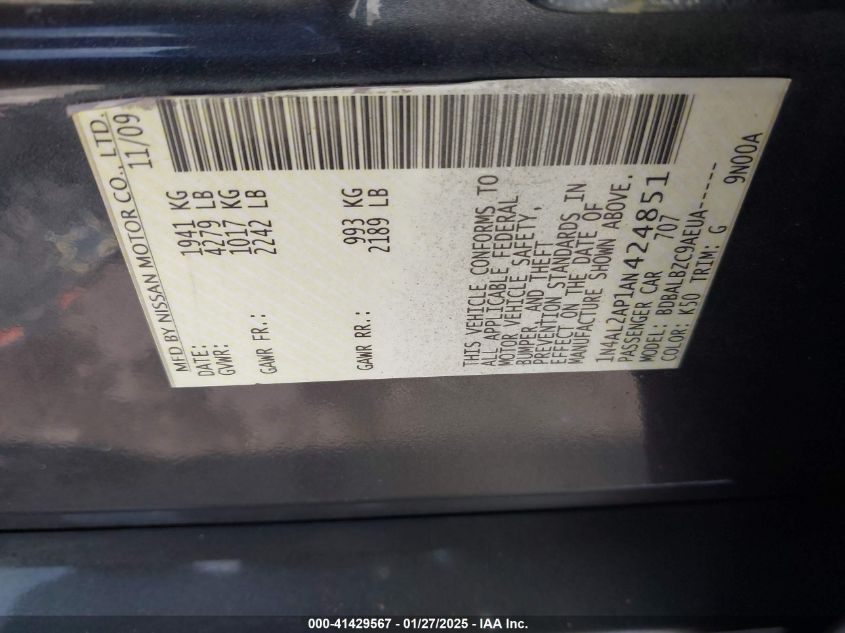 MFD BY NISSAN MOTOR CO., LTD.
DATE: 11/09
GVWR: 1941 KG
4279 LB
GAWR FR.: 1017 KG
2242 LB
GAWR RR.: 993 KG
2189 LB
THIS VEHICLE CONFORMS TO
ALL APPLICABLE FEDERAL
MOTOR VEHICLE SAFETY,
BUMPER, AND THEFT
PREVENTION STANDARDS IN
EFFECT ON THE DATE OF
MANUFACTURE SHOWN ABOVE.
1N4AL2AP1AN424851
PASSENGER CAR 707
MODEL: BDBALBZC9AEUA-----
COLOR: K50 TRIM: G 9N00A
000-41429567 - 01/27/2025 - IAA Inc.